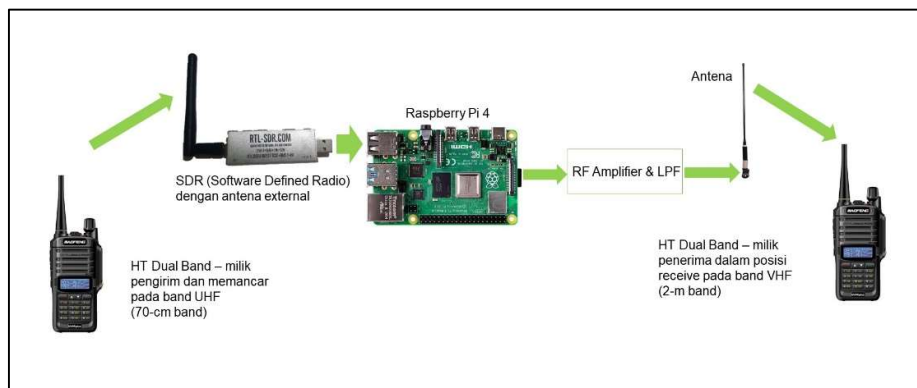 Antena
Raspberry Pi 4
RTL-SDR.COM
RF Amplifier & LPF
SDR (Software Defined Radio)
dengan antena external
HT Dual Band – milik
pengirim dan memancar
pada band UHF
(70-cm band)
HT Dual Band – milik
penerima dalam posisi
receive pada band VHF
(2-m band)
BAOFENG
BAOFENG